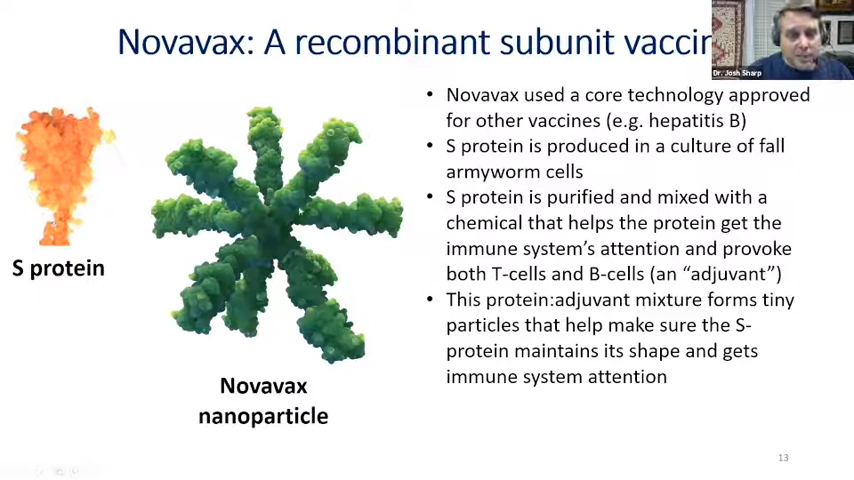 Novavax: A recombinant subunit vaccin
Dr. Josh Sharp
• Novavax used a core technology approved
for other vaccines (e.g. hepatitis B)
• S protein is produced in a culture of fall
armyworm cells
• S protein is purified and mixed with a
chemical that helps the protein get the
immune system’s attention and provoke
both T-cells and B-cells (an “adjuvant”)
• This protein:adjuvant mixture forms tiny
particles that help make sure the S-
protein maintains its shape and gets
immune system attention
S protein
Novavax
nanoparticle
13